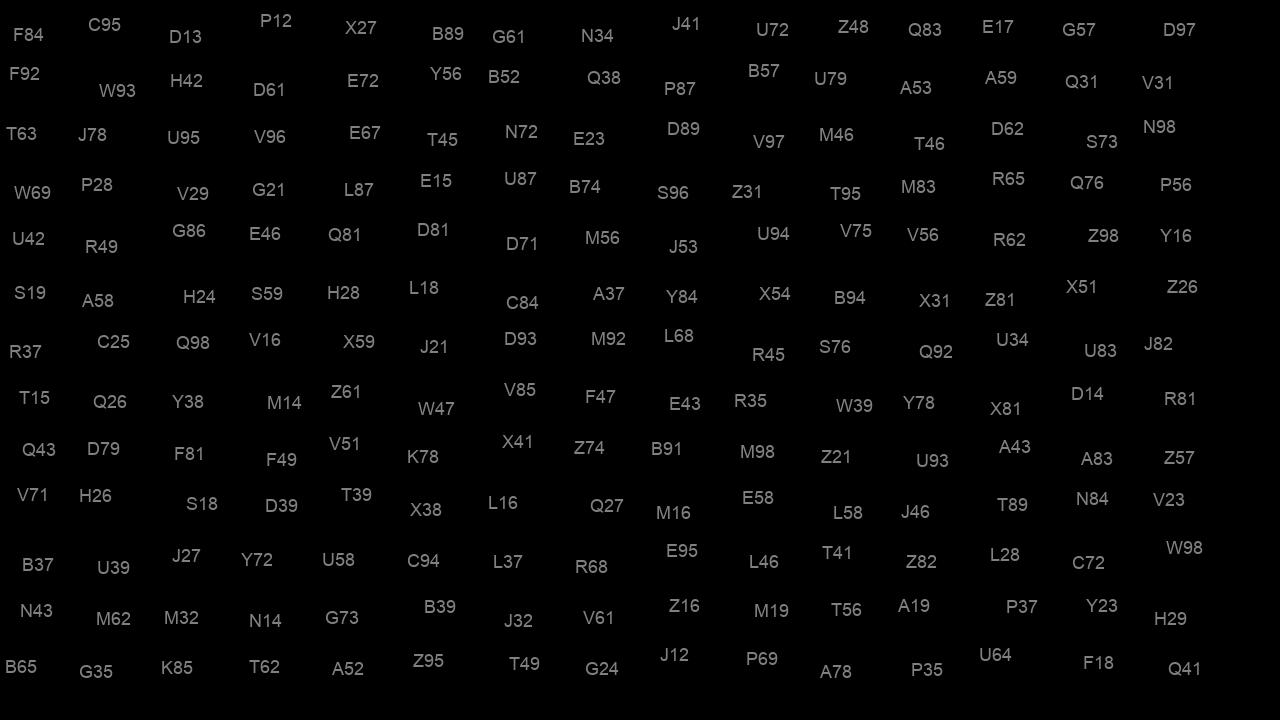 F84 C95 D13 P12 X27 B89 G61 N34 J41 U72 Z48 Q83 E17 G57 D97
F92 W93 H42 D61 E72 Y56 B52 Q38 P87 B57 U79 A53 A59 Q31 V31
T63 J78 U95 V96 E67 T45 N72 E23 D89 V97 M46 T46 D62 S73 N98
W69 P28 V29 G21 L87 E15 U87 B74 S96 Z31 T95 M83 R65 Q76 P56
U42 R49 G86 E46 Q81 D81 D71 M56 J53 U94 V75 V56 R62 Z98 Y16
S19 A58 H24 S59 H28 L18 C84 A37 Y84 X54 B94 X31 Z81 X51 Z26
R37 C25 Q98 V16 X59 J21 D93 M92 L68 R45 S76 Q92 U34 U83 J82
T15 Q26 Y38 M14 Z61 W47 V85 F47 E43 R35 W39 Y78 X81 D14 R81
Q43 D79 F81 F49 V51 K78 X41 Z74 B91 M98 Z21 U93 A43 A83 Z57
V71 H26 S18 D39 T39 X38 L16 Q27 M16 E58 L58 J46 T89 N84 V23
B37 U39 J27 Y72 U58 C94 L37 R68 E95 L46 T41 Z82 L28 C72 W98
N43 M62 M32 N14 G73 B39 J32 V61 Z16 M19 T56 A19 P37 Y23 H29
B65 G35 K85 T62 A52 Z95 T49 G24 J12 P69 A78 P35 U64 F18 Q41